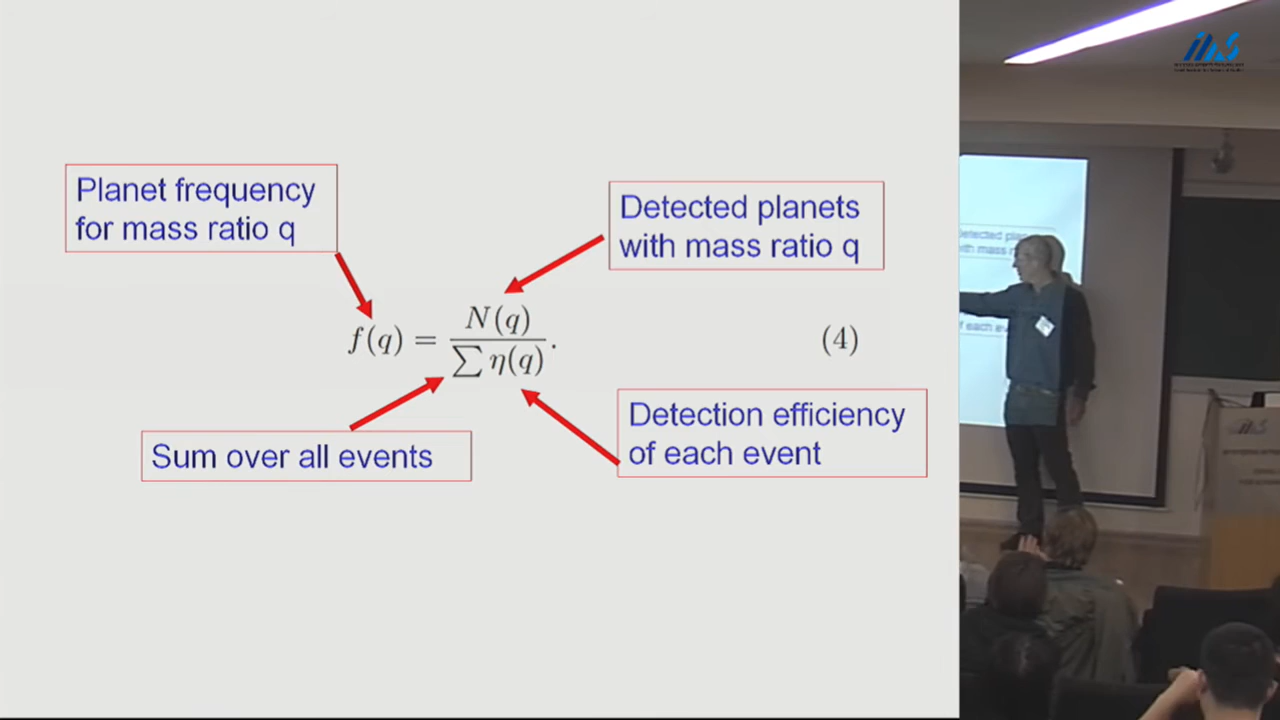 Planet frequency
for mass ratio q
Detected planets
with mass ratio q
f(q) = N(q) / ∑ η(q) .
(4)
Sum over all events
Detection efficiency
of each event